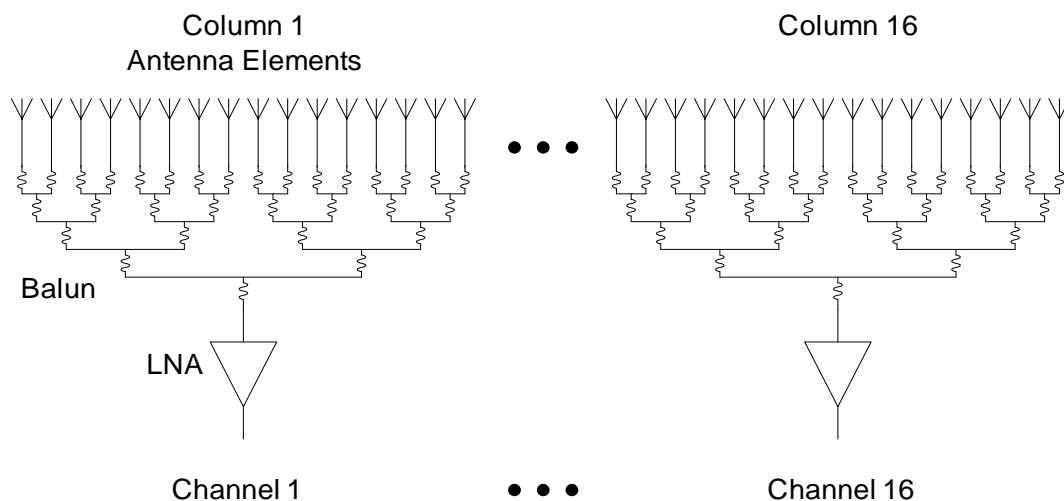 Column 1
Antenna Elements
Column 16
Balun
LNA
Channel 1
Channel 16